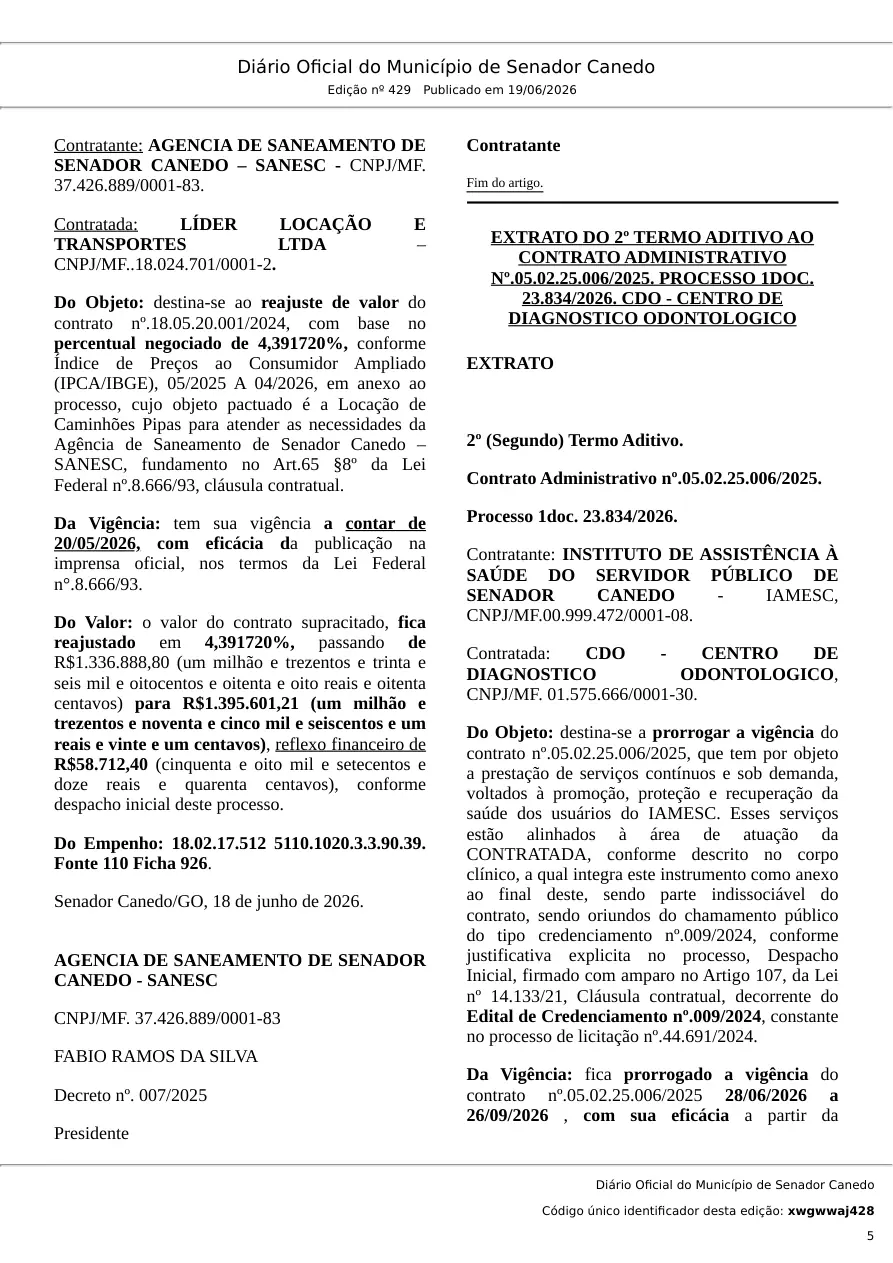 Diário Oficial do Município de Senador Canedo
Edição nº 429 Publicado em 19/06/2026
Contratante: AGENCIA DE SANEAMENTO DE
SENADOR CANEDO – SANESC - CNPJ/MF.
37.426.889/0001-83.
Contratada: LÍDER LOCAÇÃO E
TRANSPORTES LTDA –
CNPJ/MF..18.024.701/0001-2.
Do Objeto: destina-se ao reajuste de valor do
contrato nº.18.05.20.001/2024, com base no
percentual negociado de 4,391720%, conforme
Índice de Preços ao Consumidor Ampliado
(IPCA/IBGE), 05/2025 A 04/2026, em anexo ao
processo, cujo objeto pactuado é a Locação de
Caminhões Pipas para atender as necessidades da
Agência de Saneamento de Senador Canedo –
SANESC, fundamento no Art.65 §8º da Lei
Federal nº.8.666/93, cláusula contratual.
Da Vigência: tem sua vigência a contar de
20/05/2026, com eficácia da publicação na
imprensa oficial, nos termos da Lei Federal
n°.8.666/93.
Do Valor: o valor do contrato supracitado, fica
reajustado em 4,391720%, passando de
R$1.336.888,80 (um milhão e trezentos e trinta e
seis mil e oitocentos e oitenta e oito reais e oitenta
centavos) para R$1.395.601,21 (um milhão e
trezentos e noventa e cinco mil e seiscentos e um
reais e vinte e um centavos), reflexo financeiro de
R$58.712,40 (cinquenta e oito mil e setecentos e
doze reais e quarenta centavos), conforme
despacho inicial deste processo.
Do Empenho: 18.02.17.512 5110.1020.3.3.90.39.
Fonte 110 Ficha 926.
Senador Canedo/GO, 18 de junho de 2026.
AGENCIA DE SANEAMENTO DE SENADOR
CANEDO - SANESC
CNPJ/MF. 37.426.889/0001-83
FABIO RAMOS DA SILVA
Decreto nº. 007/2025
Presidente
Contratante
Fim do artigo.
EXTRATO DO 2º TERMO ADITIVO AO
CONTRATO ADMINISTRATIVO
Nº.05.02.25.006/2025. PROCESSO 1DOC.
23.834/2026. CDO - CENTRO DE
DIAGNOSTICO ODONTOLOGICO
EXTRATO
2º (Segundo) Termo Aditivo.
Contrato Administrativo nº.05.02.25.006/2025.
Processo 1doc. 23.834/2026.
Contratante: INSTITUTO DE ASSISTÊNCIA À
SAÚDE DO SERVIDOR PÚBLICO DE
SENADOR CANEDO - IAMESC,
CNPJ/MF.00.999.472/0001-08.
Contratada: CDO - CENTRO DE
DIAGNOSTICO ODONTOLOGICO,
CNPJ/MF. 01.575.666/0001-30.
Do Objeto: destina-se a prorrogar a vigência do
contrato nº.05.02.25.006/2025, que tem por objeto
a prestação de serviços contínuos e sob demanda,
voltados à promoção, proteção e recuperação da
saúde dos usuários do IAMESC. Esses serviços
estão alinhados à área de atuação da
CONTRATADA, conforme descrito no corpo
clínico, a qual integra este instrumento como anexo
ao final deste, sendo parte indissociável do
contrato, sendo oriundos do chamamento público
do tipo credenciamento nº.009/2024, conforme
justificativa explicita no processo, Despacho
Inicial, firmado com amparo no Artigo 107, da Lei
nº 14.133/21, Cláusula contratual, decorrente do
Edital de Credenciamento nº.009/2024, constante
no processo de licitação nº.44.691/2024.
Da Vigência: fica prorrogado a vigência do
contrato nº.05.02.25.006/2025 28/06/2026 a
26/09/2026 , com sua eficácia a partir da
Diário Oficial do Município de Senador Canedo
Código único identificador desta edição: xwgwwaj428
5